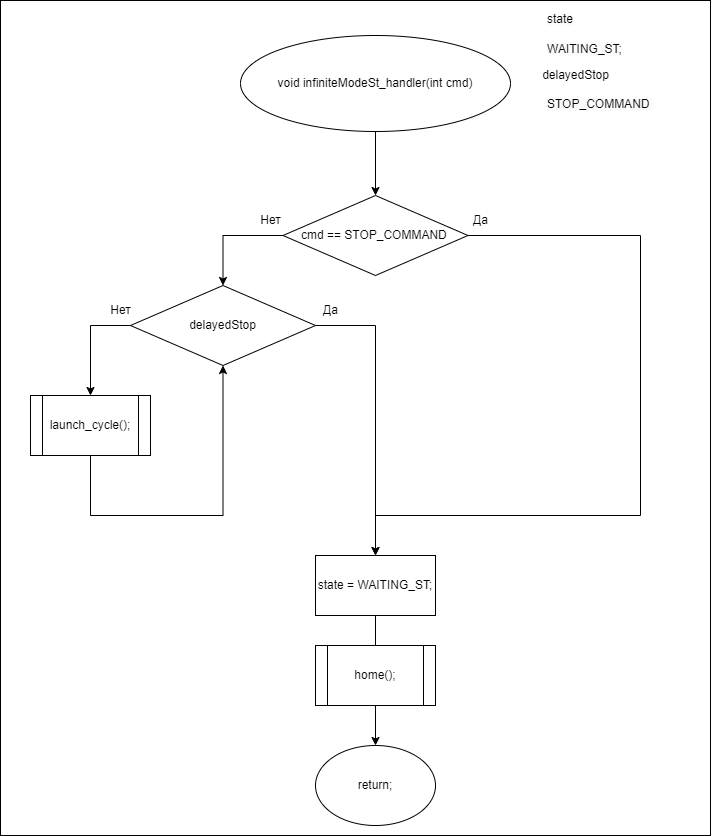 state
WAITING_ST;
delayedStop
STOP_COMMAND
void infiniteModeSt_handler(int cmd)
Нет
Да
cmd == STOP_COMMAND
Нет
Да
delayedStop
launch_cycle();
state = WAITING_ST;
home();
return;